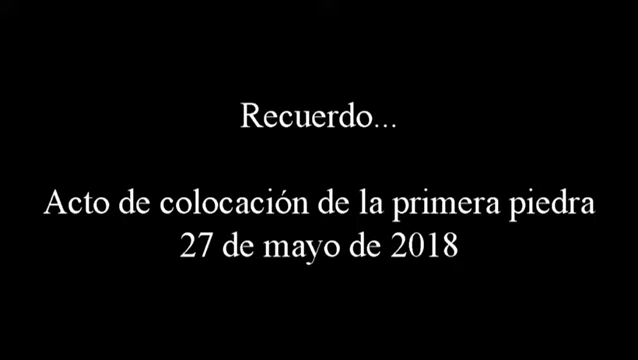 Recuerdo...
Acto de colocación de la primera piedra
27 de mayo de 2018